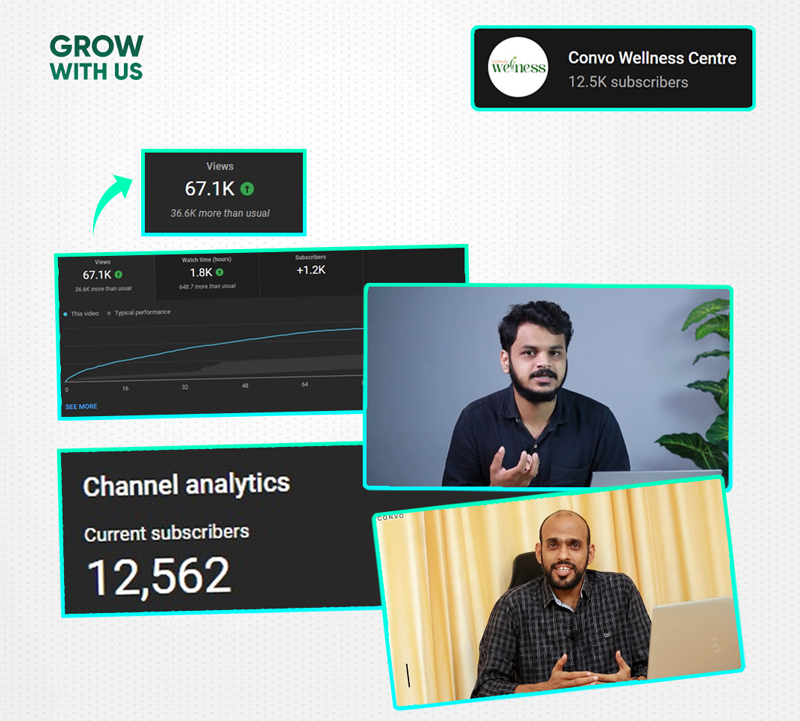 GROW
WITH US
convo
wellness
Convo Wellness Centre
12.5K subscribers
Views
67.1K
36.6K more than usual
Views
67.1K
36.6K more than usual
Watch time (hours)
1.8K
648.7 more than usual
Subscribers
+1.2K
This video
Typical performance
0 16 32 48 64
SEE MORE
Channel analytics
Current subscribers
12,562
CONVO